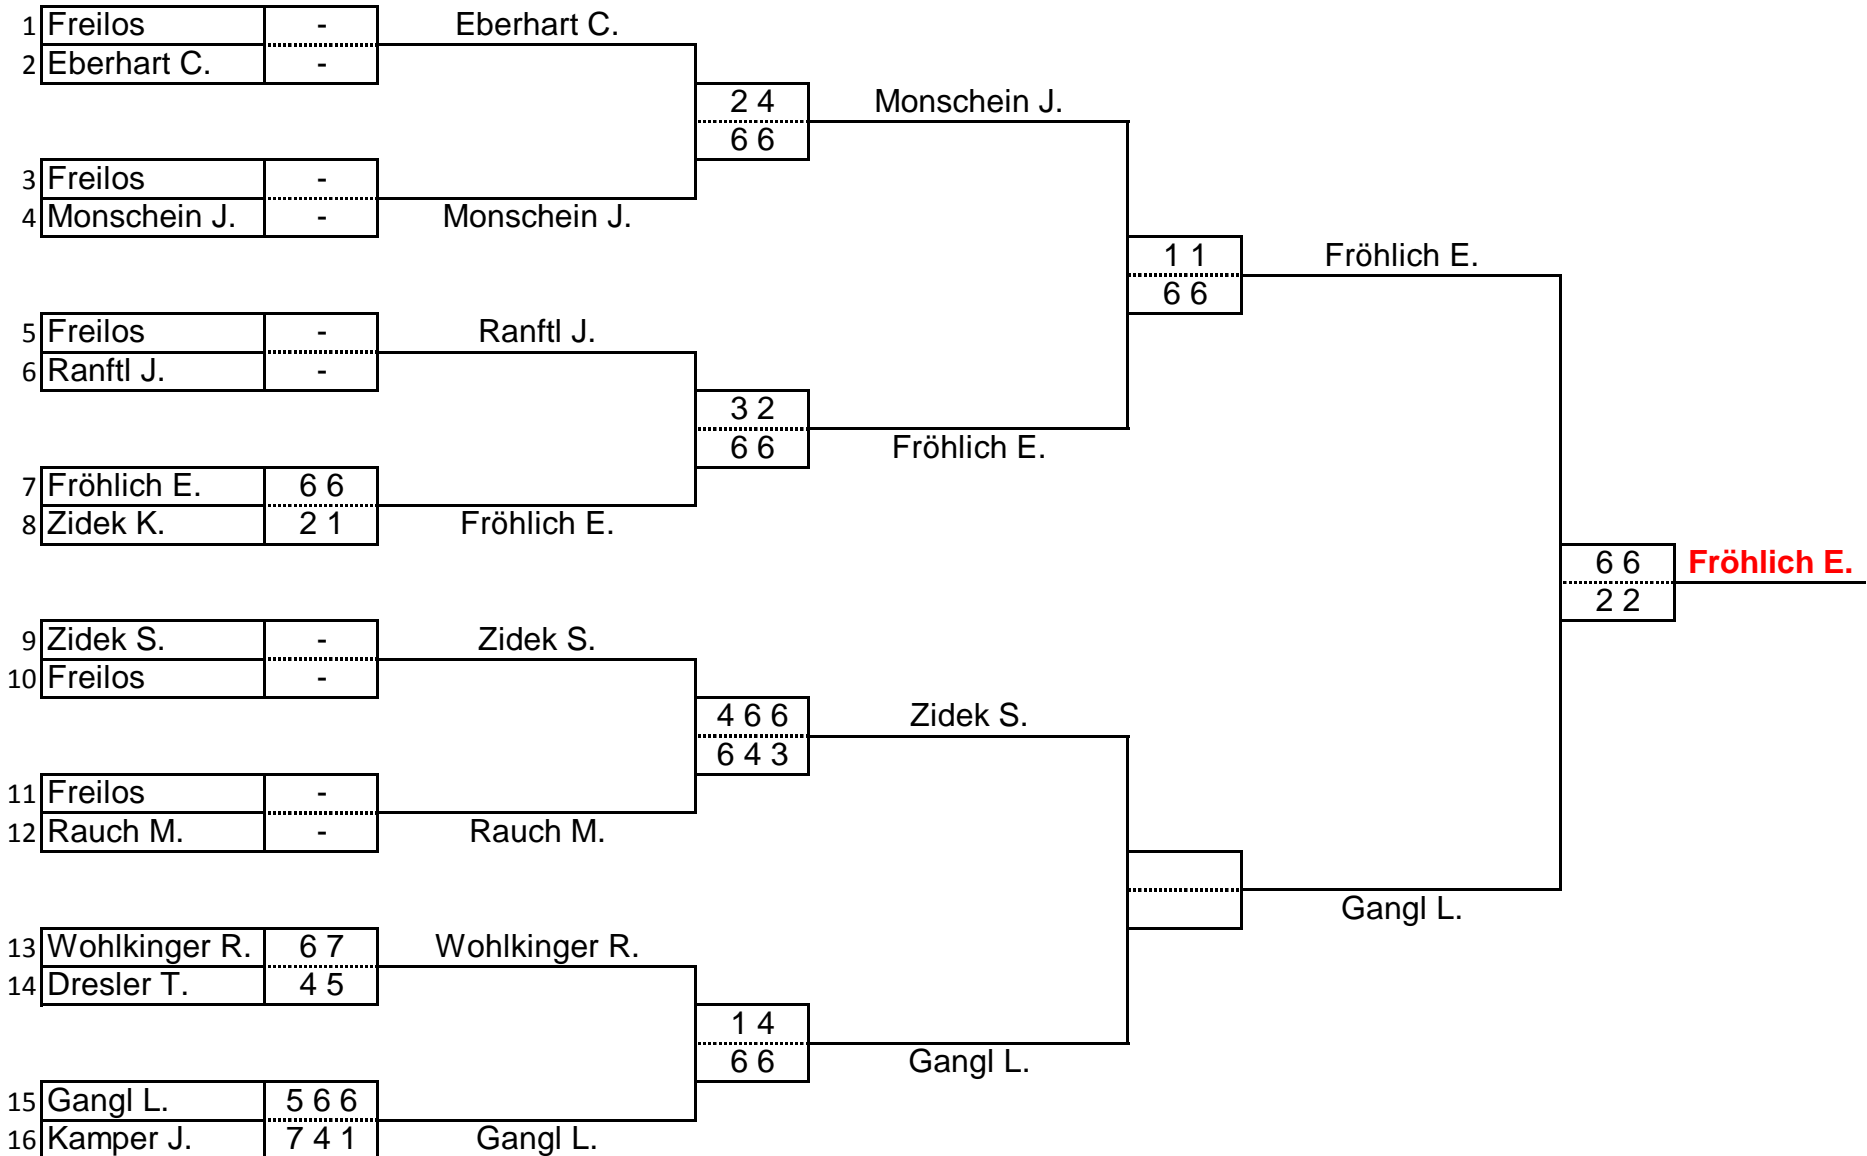 1 Freilos - Eberhart C.
2 Eberhart C. -
2 4 Monschein J.
6 6
3 Freilos -
4 Monschein J. - Monschein J.
1 1 Fröhlich E.
6 6
5 Freilos - Ranftl J.
6 Ranftl J. -
3 2
6 6 Fröhlich E.
7 Fröhlich E. 6 6
8 Zidek K. 2 1 Fröhlich E.
6 6 Fröhlich E.
2 2
9 Zidek S. - Zidek S.
10 Freilos -
4 6 6 Zidek S.
6 4 3
11 Freilos -
12 Rauch M. - Rauch M.
Gangl L.
13 Wohlkinger R. 6 7 Wohlkinger R.
14 Dresler T. 4 5
1 4
6 6 Gangl L.
15 Gangl L. 5 6 6
16 Kamper J. 7 4 1 Gangl L.